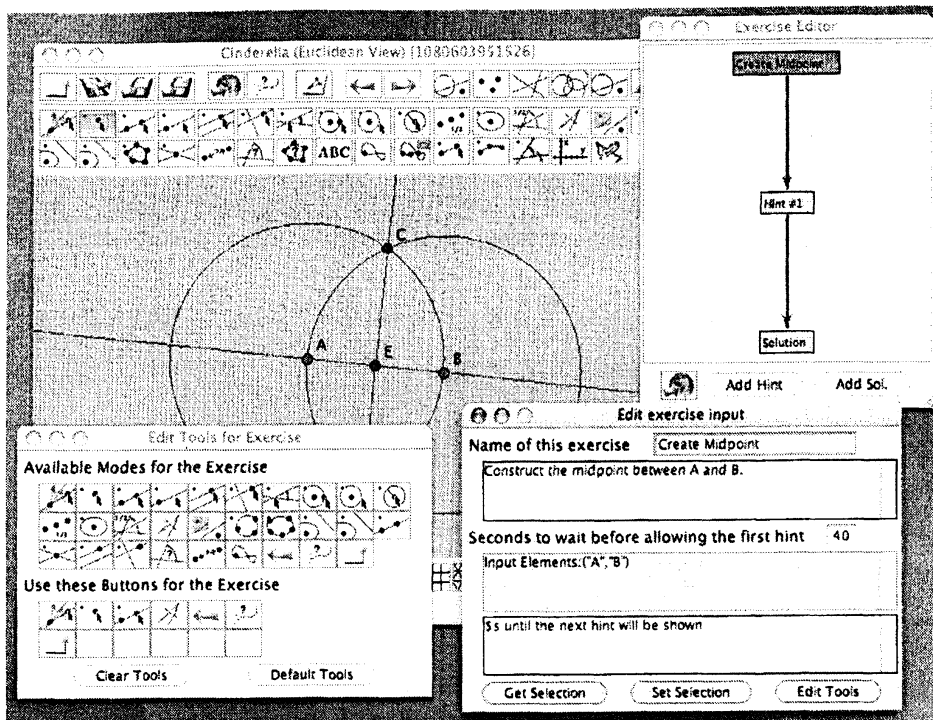 Cinderella (Euclidean View) [1080603951526]
ABC
C
A
E
B
Exercise Editor
Create Midpoint
Hint #1
Solution
Add Hint
Add Sol.
Edit Tools for Exercise
Available Modes for the Exercise
Use these Buttons for the Exercise
Clear Tools
Default Tools
Edit exercise input
Name of this exercise
Create Midpoint
Construct the midpoint between A and B.
Seconds to wait before allowing the first hint
40
Input Elements:("A","B")
$s until the next hint will be shown
Get Selection
Set Selection
Edit Tools